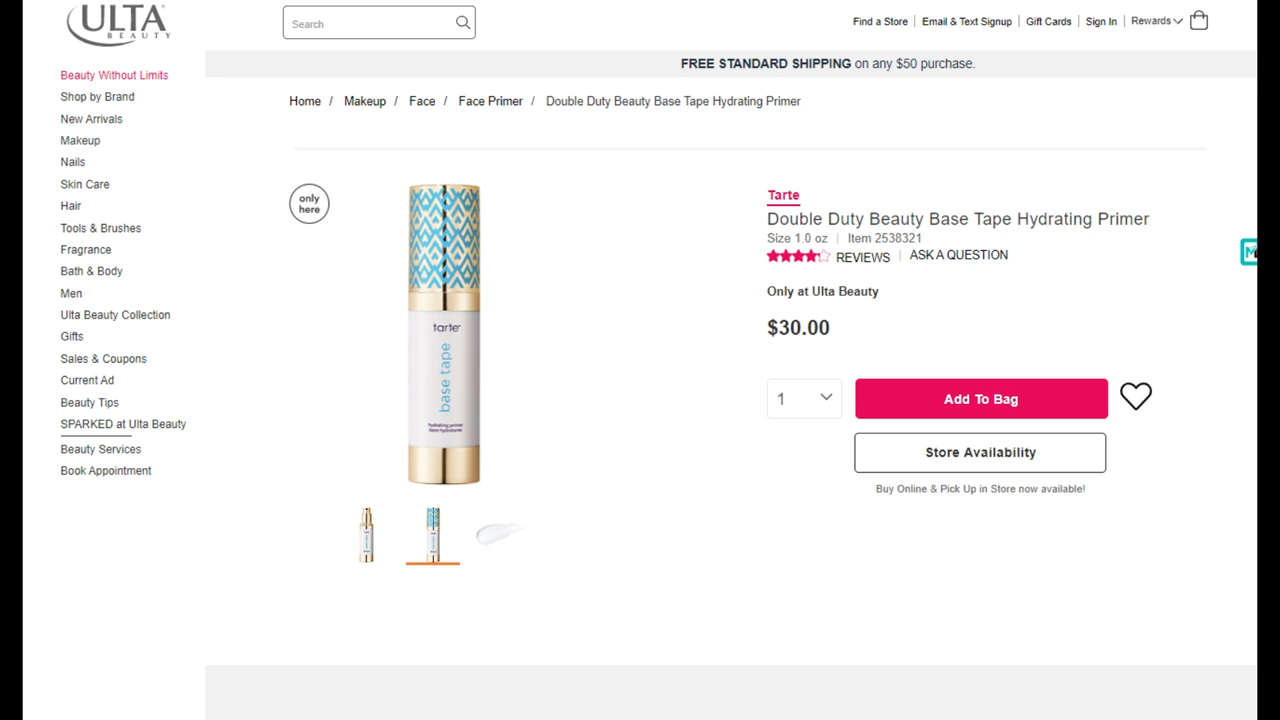 ULTA
BEAUTY
Search
Find a Store
Email & Text Signup
Gift Cards
Sign In
Rewards
FREE STANDARD SHIPPING on any $50 purchase.
Beauty Without Limits
Shop by Brand
New Arrivals
Makeup
Nails
Skin Care
Hair
Tools & Brushes
Fragrance
Bath & Body
Men
Ulta Beauty Collection
Gifts
Sales & Coupons
Current Ad
Beauty Tips
SPARKED at Ulta Beauty
Beauty Services
Book Appointment
Home / Makeup / Face / Face Primer / Double Duty Beauty Base Tape Hydrating Primer
only
here
tarte
base tape
hydrating primer
base hydratante
Tarte
Double Duty Beauty Base Tape Hydrating Primer
Size 1.0 oz | Item 2538321
REVIEWS | ASK A QUESTION
Only at Ulta Beauty
$30.00
1
Add To Bag
Store Availability
Buy Online & Pick Up in Store now available!